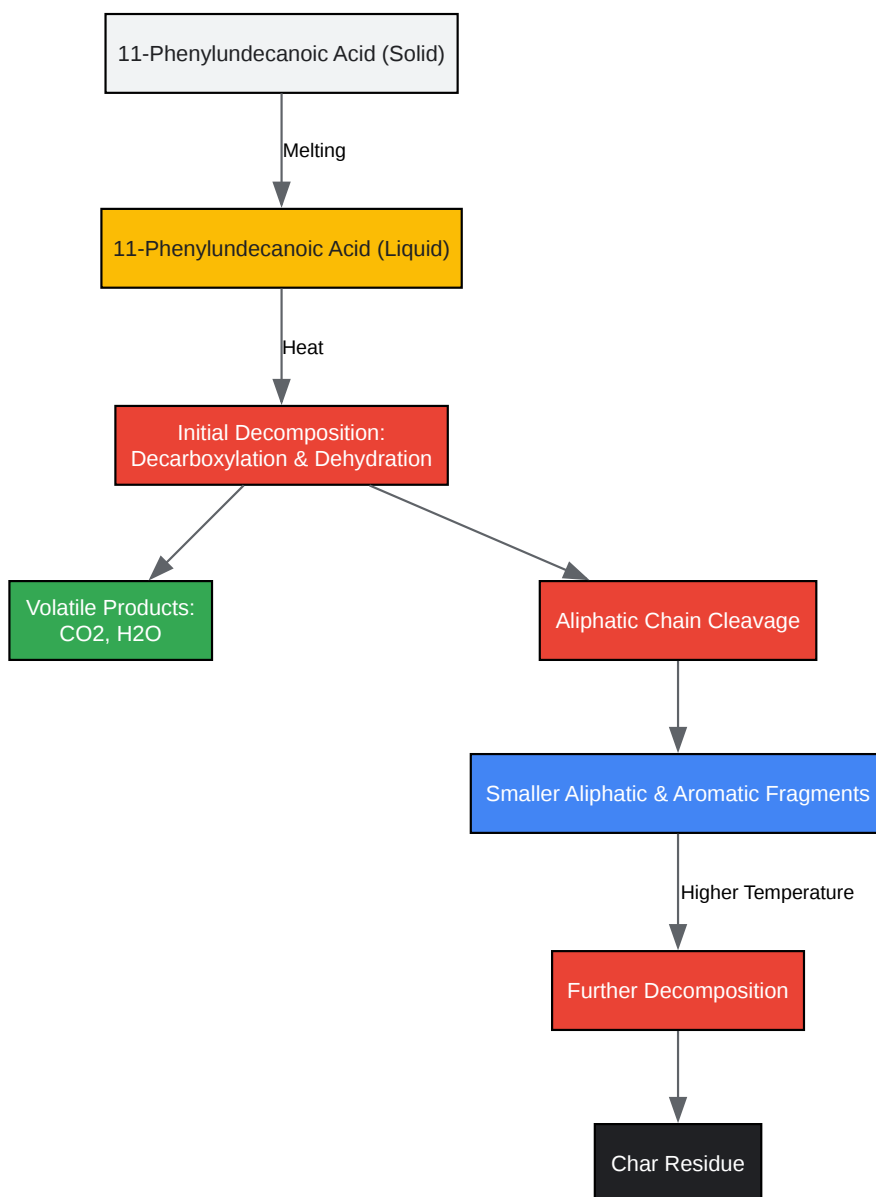 11-Phenylundecanoic Acid (Solid)
Melting
11-Phenylundecanoic Acid (Liquid)
Heat
Initial Decomposition:
Decarboxylation & Dehydration
Volatile Products:
CO2, H2O
Aliphatic Chain Cleavage
Smaller Aliphatic & Aromatic Fragments
Higher Temperature
Further Decomposition
Char Residue